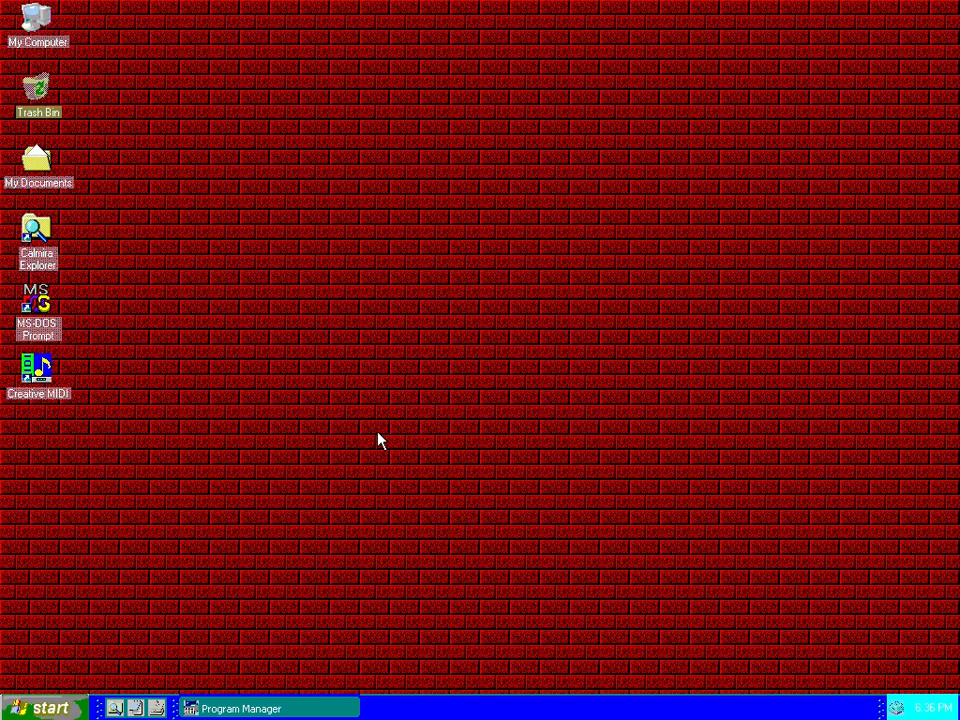 My Computer
Trash Bin
My Documents
Calmira
Explorer
MS
MS-DOS
Prompt
Creative MIDI
start
Program Manager
6:36 PM